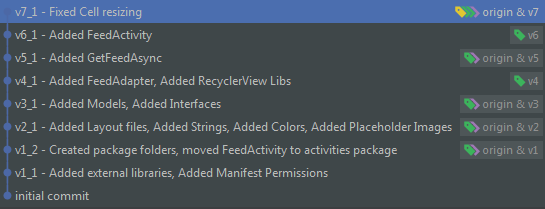 v7_1 - Fixed Cell resizing origin & v7
v6_1 - Added FeedActivity v6
v5_1 - Added GetFeedAsync origin & v5
v4_1 - Added FeedAdapter, Added RecyclerView Libs v4
v3_1 - Added Models, Added Interfaces origin & v3
v2_1 - Added Layout files, Added Strings, Added Colors, Added Placeholder Images origin & v2
v1_2 - Created package folders, moved FeedActivity to activities package origin & v1
v1_1 - Added external libraries, Added Manifest Permissions
initial commit